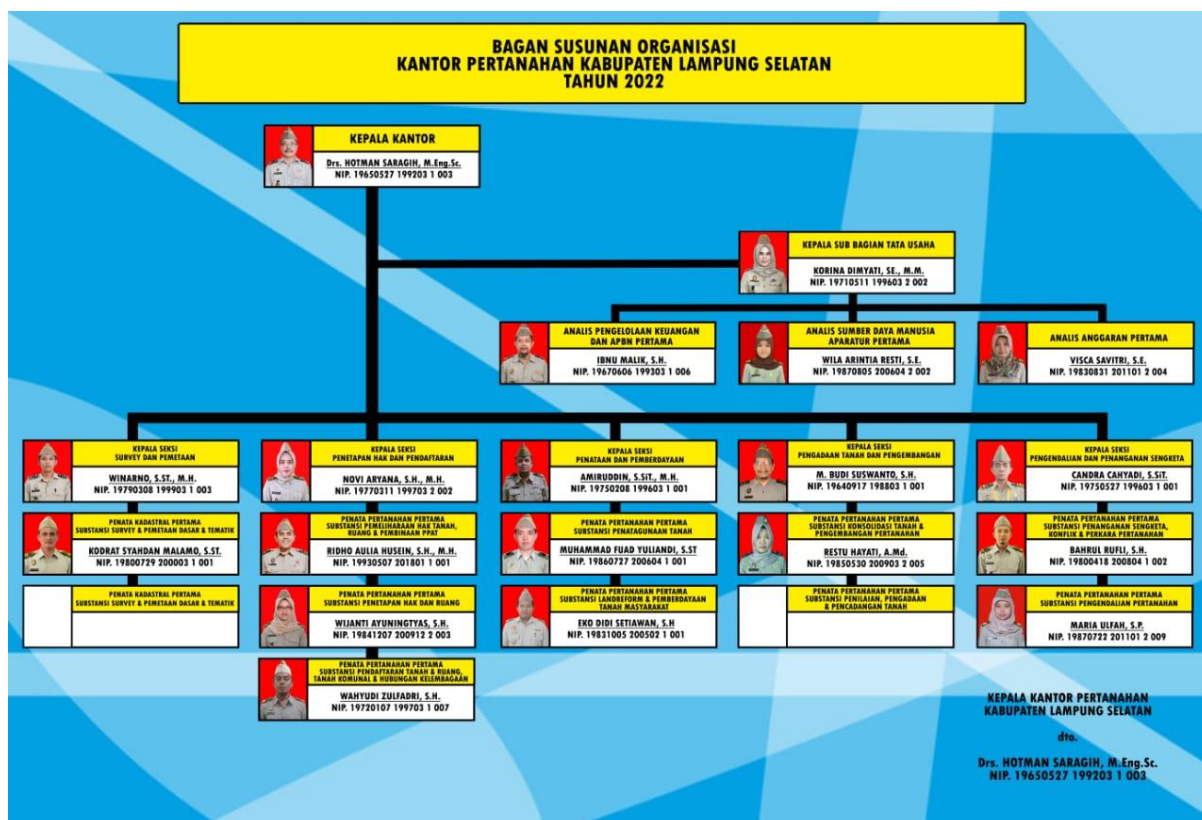 BAGAN SUSUNAN ORGANISASI
KANTOR PERTANAHAN KABUPATEN LAMPUNG SELATAN
TAHUN 2022
KEPALA KANTOR
Drs. HOTMAN SARAGIH, M.Eng.Sc.
NIP. 19650527 199203 1 003
KEPALA SUB BAGIAN TATA USAHA
KORINA DIMYATI, SE., M.M.
NIP. 19710511 199603 2 002
ANALIS PENGELOLAAN KEUANGAN
DAN APBN PERTAMA
IBNU MALIK, S.H.
NIP. 19670606 199303 1 006
ANALIS SUMBER DAYA MANUSIA
APARATUR PERTAMA
WILA ARINTIA RESTI, S.E.
NIP. 19870805 200604 2 002
ANALIS ANGGARAN PERTAMA
VISCA SAVITRI, S.E.
NIP. 19830831 201101 2 004
KEPALA SEKSI
SURVEY DAN PEMETAAN
WINARNO, S.ST., M.H.
NIP. 19790308 199903 1 003
KEPALA SEKSI
PENETAPAN HAK DAN PENDAFTARAN
NOVI ARYANA, S.H., M.H.
NIP. 19770311 199703 2 002
KEPALA SEKSI
PENATAAN DAN PEMBERDAYAAN
AMIRUDDIN, S.SiT., M.H.
NIP. 19750208 199603 1 001
KEPALA SEKSI
PENGADAAN TANAH DAN PENGEMBANGAN
M. BUDI SUSWANTO, S.H.
NIP. 19640917 198803 1 001
KEPALA SEKSI
PENGENDALIAN DAN PENANGANAN SENGKETA
CANDRA CAHYADI, S.SiT.
NIP. 19750527 199603 1 001
PENATA KADASTRAL PERTAMA
SUBSTANSI SURVEY & PEMETAAN DASAR & TEMATIK
KODRAT SYAHDAN MALAMO, S.ST.
NIP. 19800729 200003 1 001
PENATA PERTANAHAN PERTAMA
SUBSTANSI PEMELIHARAAN HAK TANAH,
RUANG & PEMBINAAN PPAT
RIDHO AULIA HUSEIN, S.H., M.H.
NIP. 19930507 201801 1 001
PENATA PERTANAHAN PERTAMA
SUBSTANSI PENATAGUNAAN TANAH
MUHAMMAD FUAD YULIANDI, S.ST
NIP. 19860727 200604 1 001
PENATA PERTANAHAN PERTAMA
SUBSTANSI KONSOLIDASI TANAH &
PENGEMBANGAN PERTANAHAN
RESTU HAYATI, A.Md.
NIP. 19850530 200903 2 005
PENATA PERTANAHAN PERTAMA
SUBSTANSI PENANGANAN SENGKETA,
KONFLIK & PERKARA PERTANAHAN
BAHRUL RUFLI, S.H.
NIP. 19800418 200804 1 002
PENATA KADASTRAL PERTAMA
SUBSTANSI SURVEY & PEMETAAN DASAR & TEMATIK
PENATA PERTANAHAN PERTAMA
SUBSTANSI PENETAPAN HAK DAN RUANG
WIJANTI AYUNINGTYAS, S.H.
NIP. 19841207 200912 2 003
PENATA PERTANAHAN PERTAMA
SUBSTANSI LANDREFORM & PEMBERDAYAAN
TANAH MASYARAKAT
EKO DIDI SETIAWAN, S.H
NIP. 19831005 200502 1 001
PENATA PERTANAHAN PERTAMA
SUBSTANSI PENILAIAN, PENGADAAN
& PENCADANGAN TANAH
PENATA PERTANAHAN PERTAMA
SUBSTANSI PENGENDALIAN PERTANAHAN
MARIA ULFAH, S.P.
NIP. 19870722 201101 2 009
PENATA PERTANAHAN PERTAMA
SUBSTANSI PENDAFTARAN TANAH & RUANG,
TANAH KOMUNAL & HUBUNGAN KELEMBAGAAN
WAHYUDI ZULFADRI, S.H.
NIP. 19720107 199703 1 007
KEPALA KANTOR PERTANAHAN
KABUPATEN LAMPUNG SELATAN
dto.
Drs. HOTMAN SARAGIH, M.Eng.Sc.
NIP. 19650527 199203 1 003